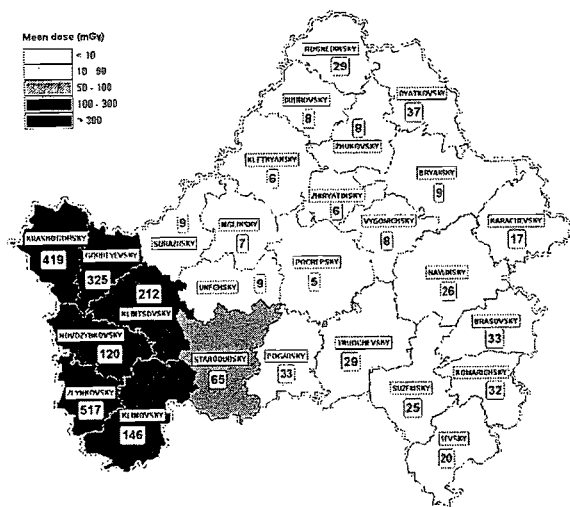 Mean dose (mGy)
< 10
10 - 50
50 - 100
100 - 300
> 300
ROGNEDINSKY
29
DUBROVSKY
8
DYATKOVSKY
37
8
ZHUKOVSKY
KLETNYANSKY
6
BRYANSKY
9
ZHIRYATINSKY
6
9
SURAZHSKY
MGLINSKY
7
VYGONICHSKY
8
KARACHEVSKY
17
KRASNOGORSKY
419
GORDEYEVSKY
325
212
KLINTSOVSKY
UNECHSKY
9
POCHEPSKY
5
NAVLINSKY
26
NOVOZYBKOVSKY
120
STARODUBSKY
65
POGARSKY
33
TRUBCHEVSKY
29
BRASOVSKY
33
ZLYNKOVSKY
517
KLIMOVSKY
146
SUZEMSKY
25
KOMARICHSKY
32
SEVSKY
20